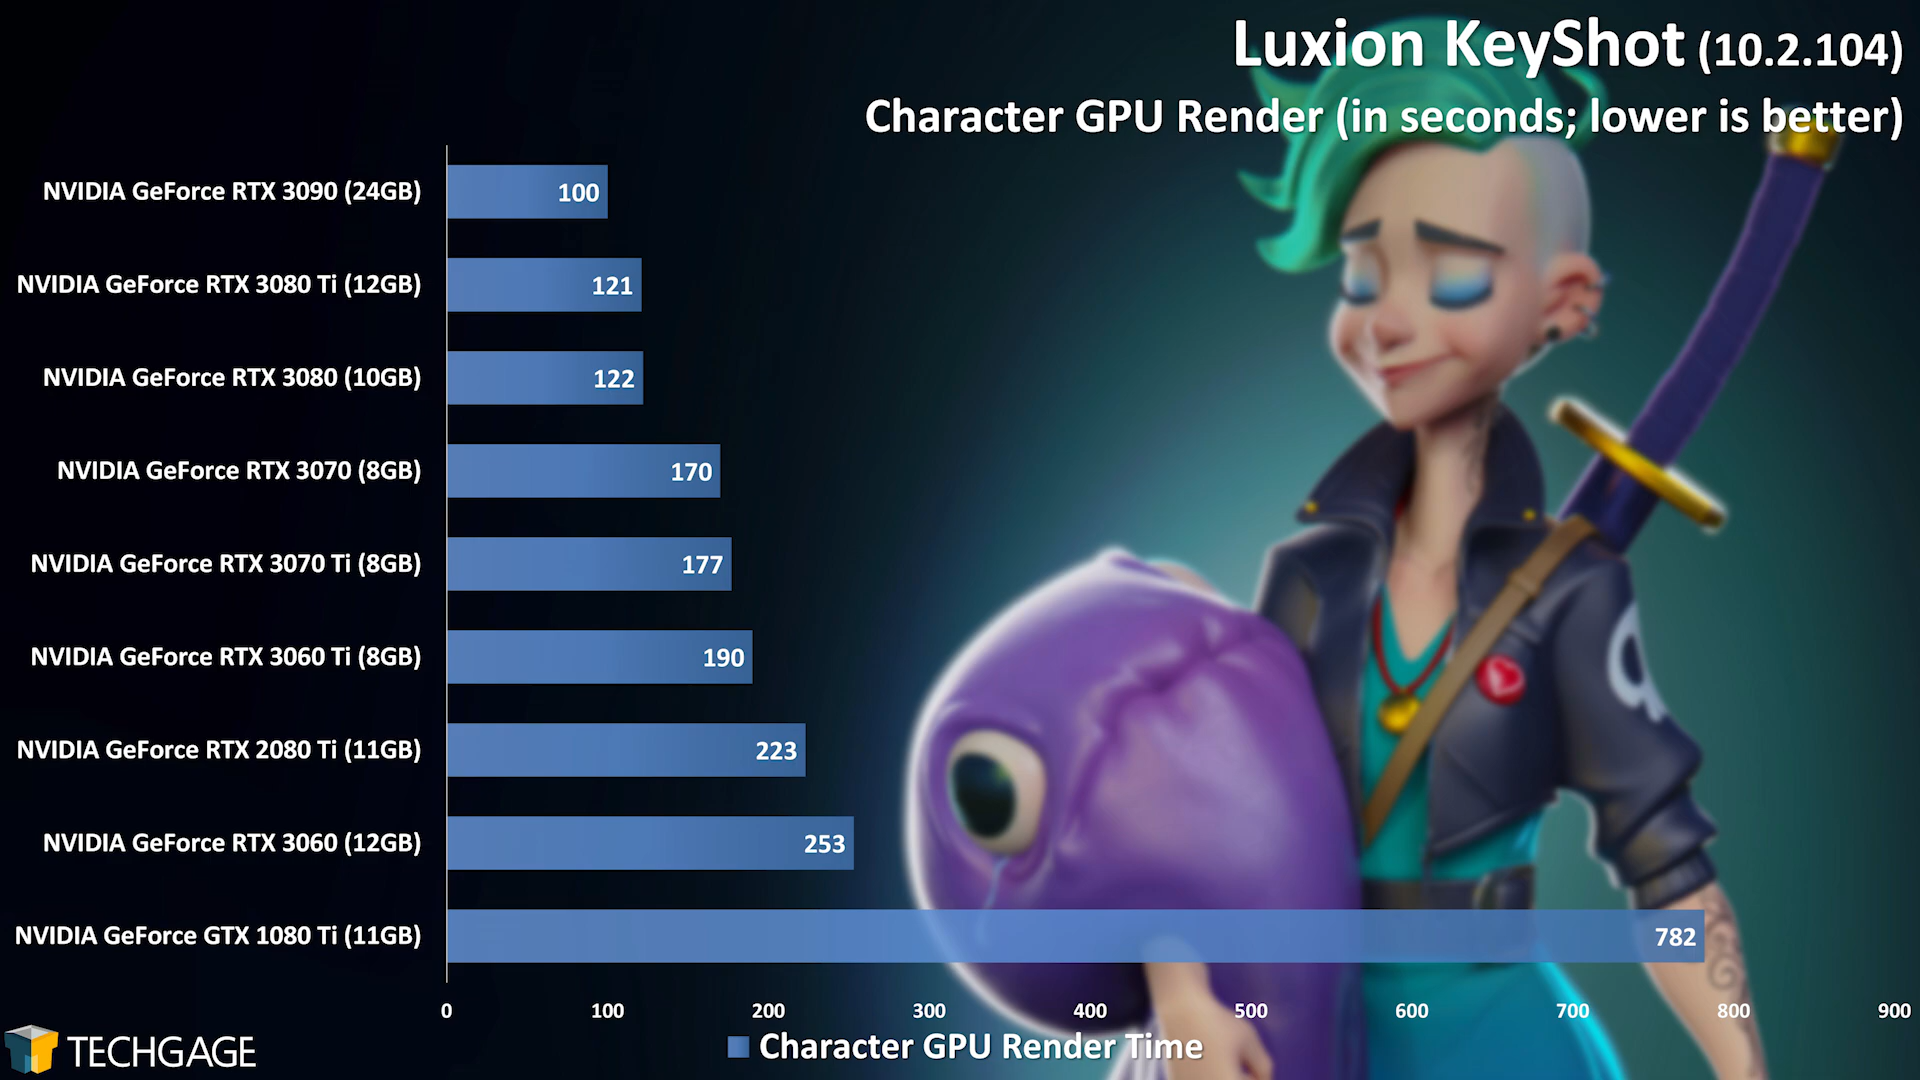 Luxion KeyShot (10.2.104)
Character GPU Render (in seconds; lower is better)
NVIDIA GeForce RTX 3090 (24GB) 100
NVIDIA GeForce RTX 3080 Ti (12GB) 121
NVIDIA GeForce RTX 3080 (10GB) 122
NVIDIA GeForce RTX 3070 (8GB) 170
NVIDIA GeForce RTX 3070 Ti (8GB) 177
NVIDIA GeForce RTX 3060 Ti (8GB) 190
NVIDIA GeForce RTX 2080 Ti (11GB) 223
NVIDIA GeForce RTX 3060 (12GB) 253
NVIDIA GeForce GTX 1080 Ti (11GB) 782
0 100 200 300 400 500 600 700 800 900
Character GPU Render Time
TECHGAGE